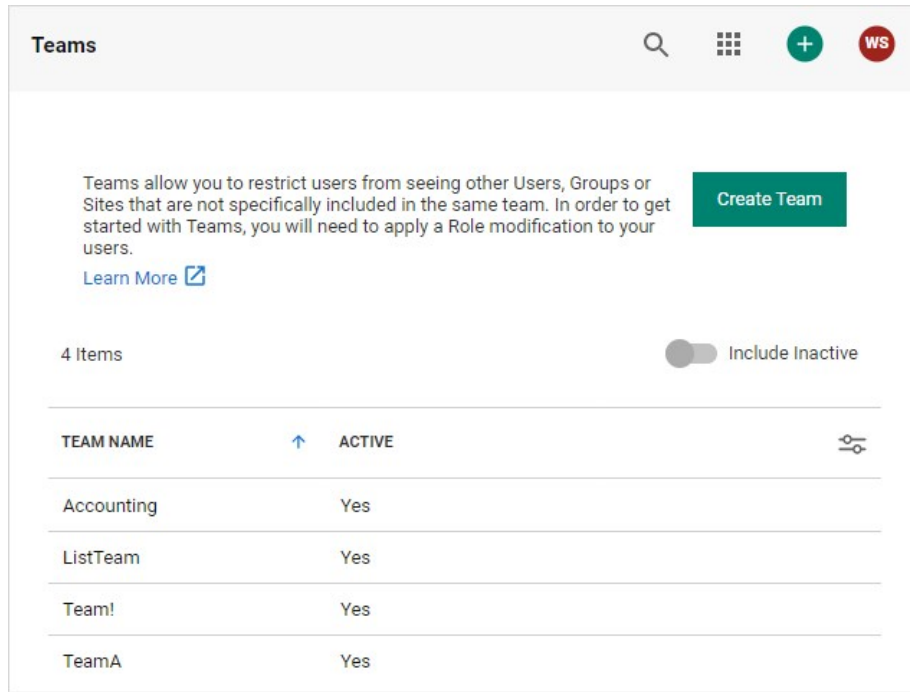 Teams
WS
Teams allow you to restrict users from seeing other Users, Groups or
Sites that are not specifically included in the same team. In order to get
started with Teams, you will need to apply a Role modification to your
users.
Learn More
Create Team
4 Items
Include Inactive
TEAM NAME ACTIVE
Accounting Yes
ListTeam Yes
Team! Yes
TeamA Yes